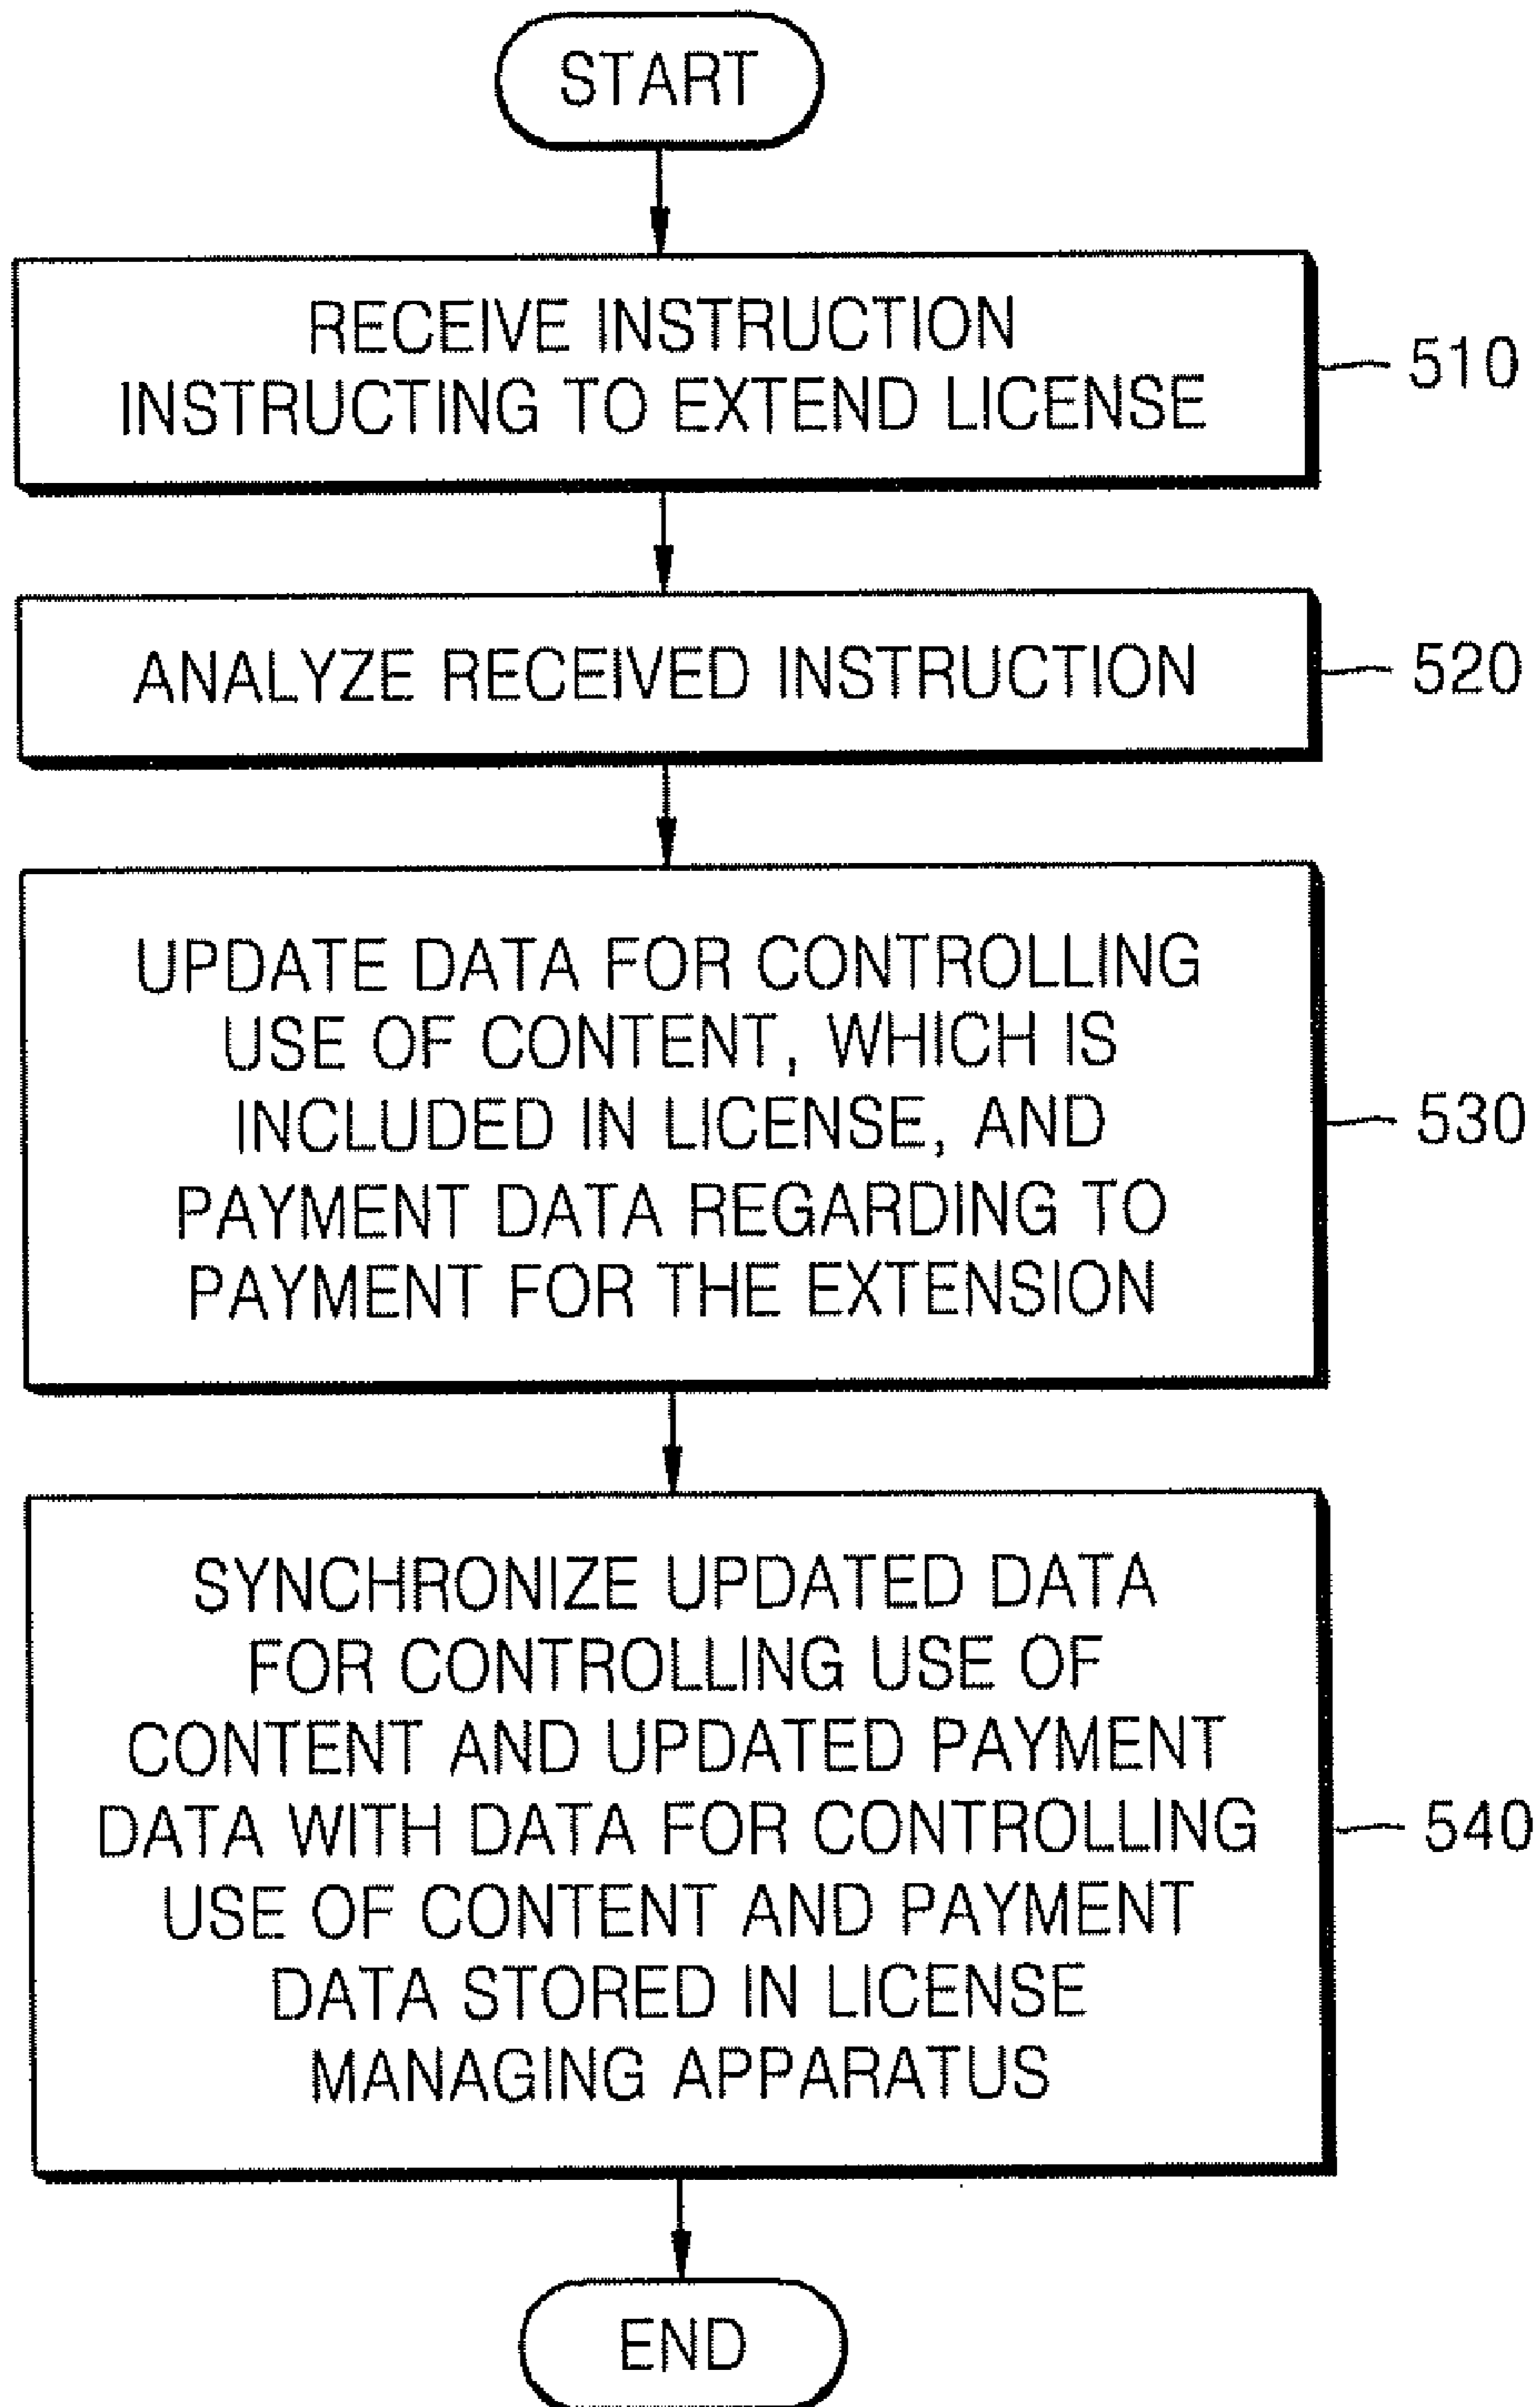 START
RECEIVE INSTRUCTION
INSTRUCTING TO EXTEND LICENSE
510
ANALYZE RECEIVED INSTRUCTION
520
UPDATE DATA FOR CONTROLLING
USE OF CONTENT, WHICH IS
INCLUDED IN LICENSE, AND
PAYMENT DATA REGARDING TO
PAYMENT FOR THE EXTENSION
530
SYNCHRONIZE UPDATED DATA
FOR CONTROLLING USE OF
CONTENT AND UPDATED PAYMENT
DATA WITH DATA FOR CONTROLLING
USE OF CONTENT AND PAYMENT
DATA STORED IN LICENSE
MANAGING APPARATUS
540
END